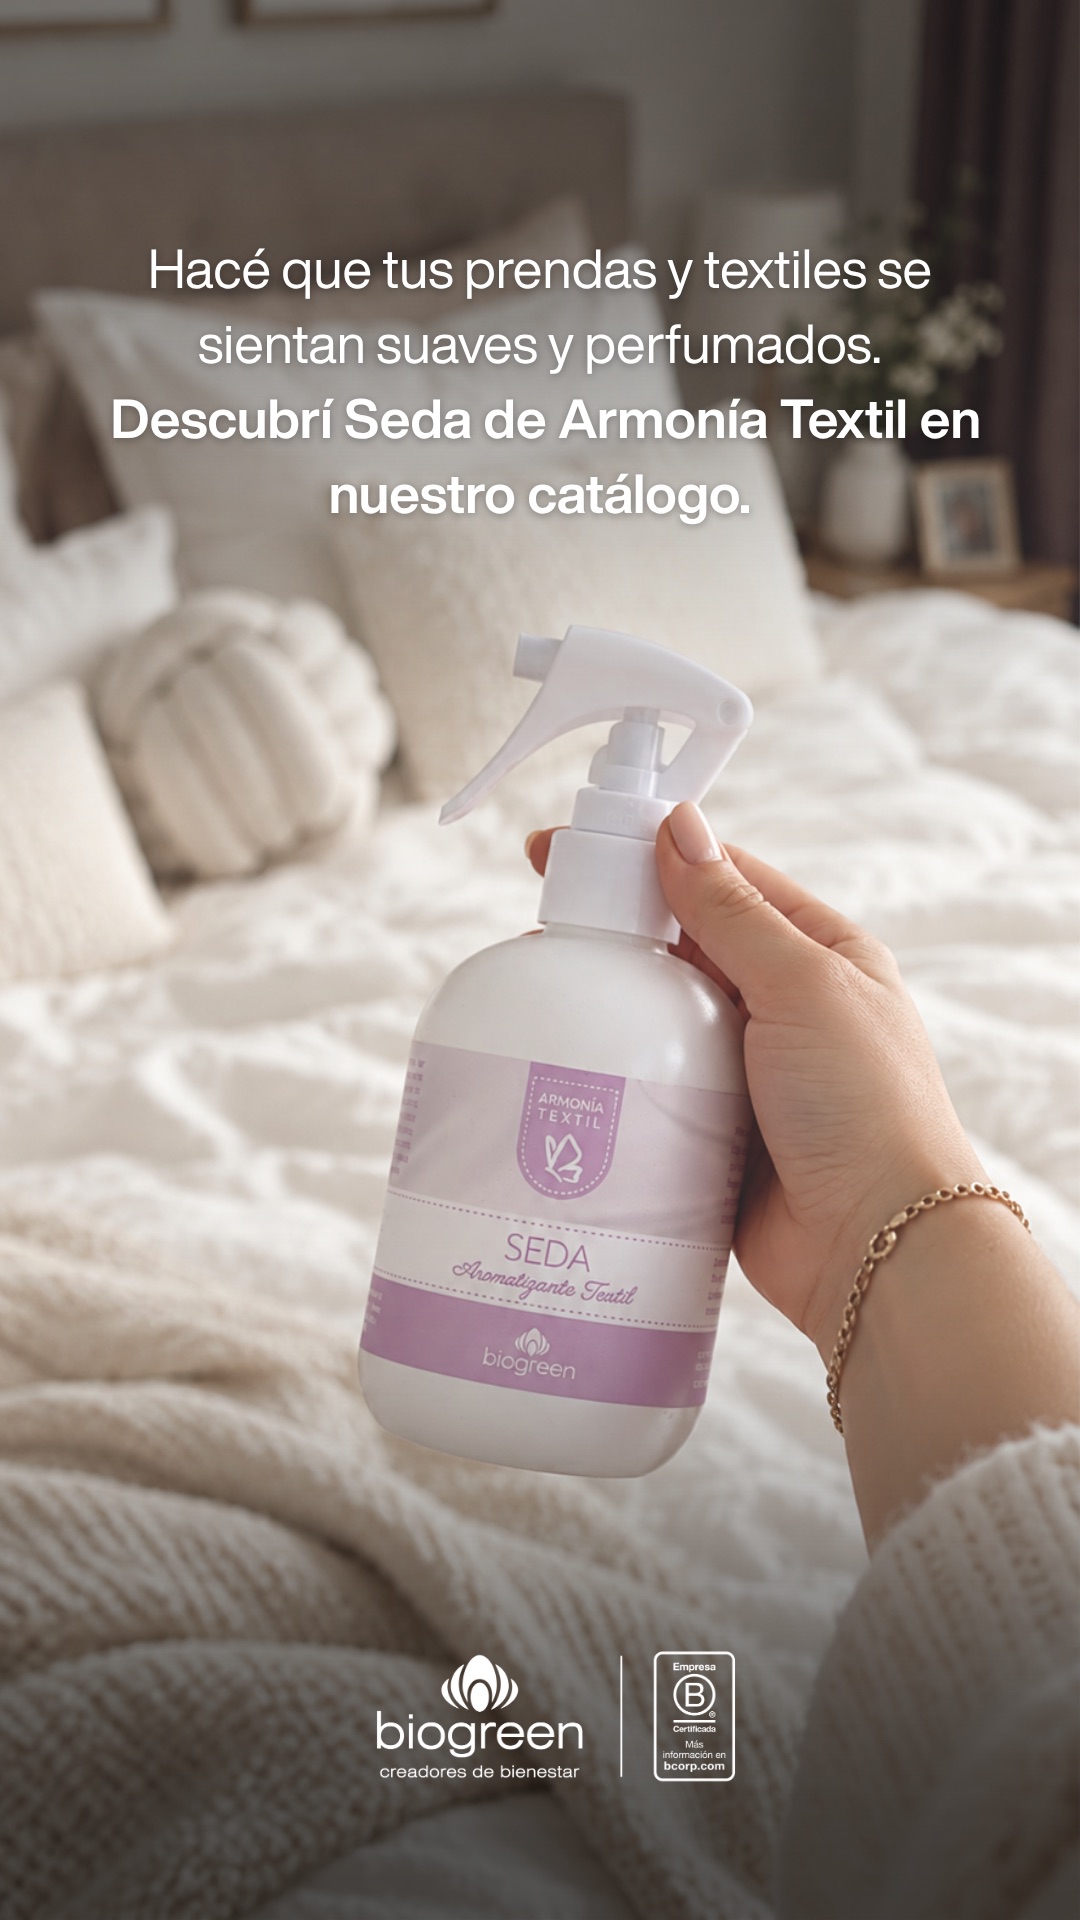 Hacé que tus prendas y textiles se
sientan suaves y perfumados.
Descubrí Seda de Armonía Textil en
nuestro catálogo.
ARMONÍA
TEXTIL
SEDA
Aromatizante Textil
biogreen
biogreen
creadores de bienestar
Empresa
B
®
Certificada
Más
información en
bcorp.com